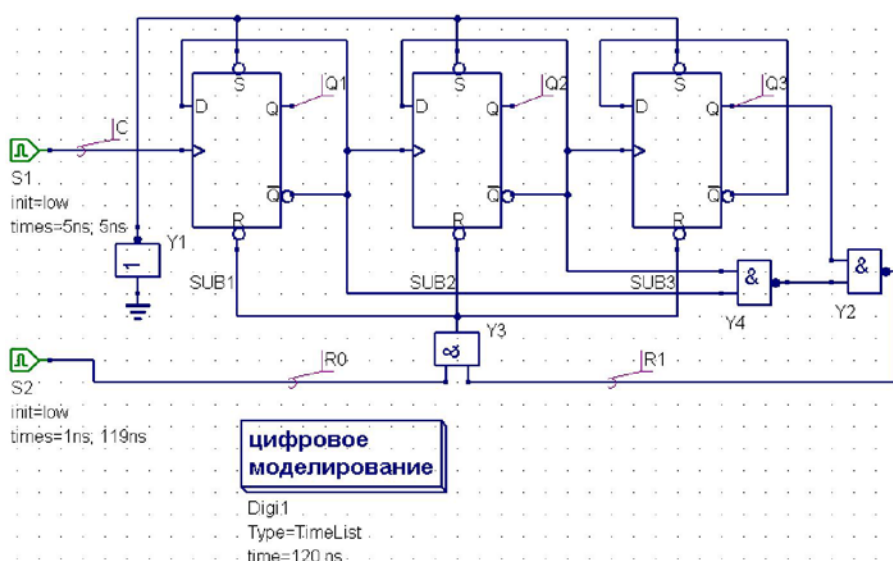 S
S
S
D
Q
Q1
D
Q
Q2
D
Q
Q3
C
S1
init=low
times=5ns; 5ns
Q
Q
Q
R
R
R
1
Y1
SUB1
SUB2
SUB3
&
Y4
&
Y2
&
Y3
R0
R1
S2
init=low
times=1ns; 119ns
цифровое
моделирование
Digi1
Type=TimeList
time=120 ns